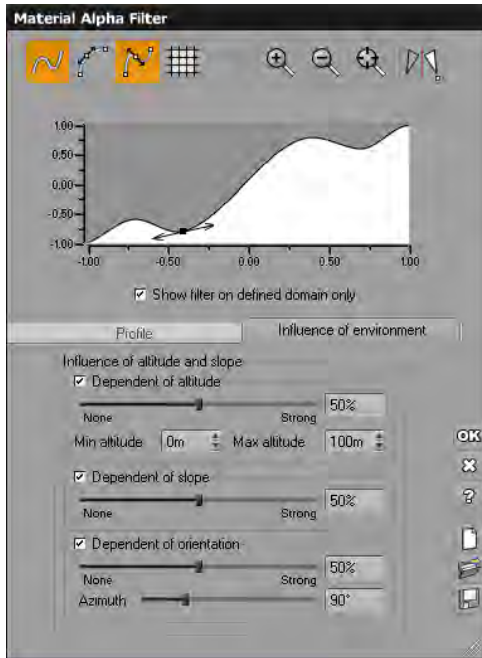 Material Alpha Filter
1.00
0.50
0.00
-0.50
-1.00
-1.00 -0.50 0.00 0.50 1.00
Show filter on defined domain only
Profile Influence of environment
Influence of altitude and slope
Dependent of altitude
50%
None Strong
Min altitude 0m Max altitude 100m
OK
Dependent of slope
50%
None Strong
?
Dependent of orientation
50%
None Strong
Azimuth 90°